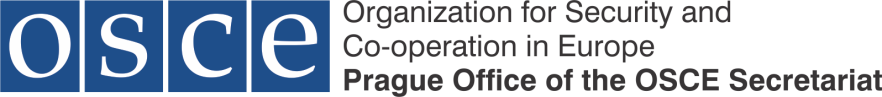 osce
Organization for Security and
Co-operation in Europe
Prague Office of the OSCE Secretariat